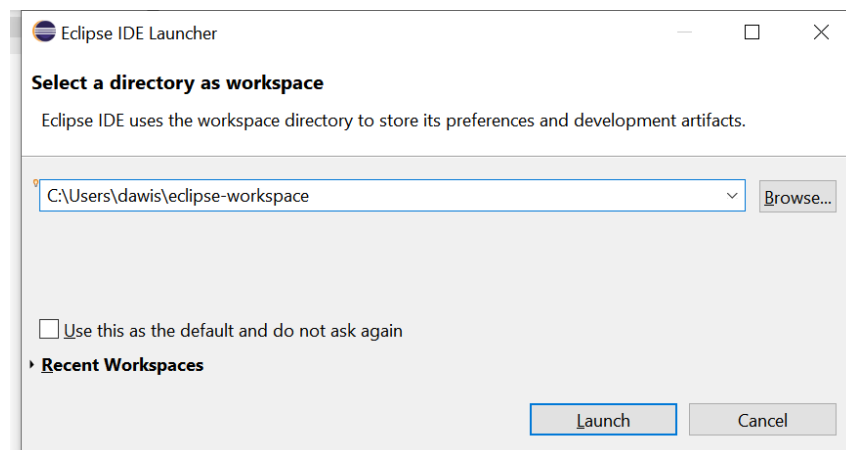 Eclipse IDE Launcher
Select a directory as workspace
Eclipse IDE uses the workspace directory to store its preferences and development artifacts.
C:\Users\dawis\eclipse-workspace
Browse...
Use this as the default and do not ask again
Recent Workspaces
Launch Cancel